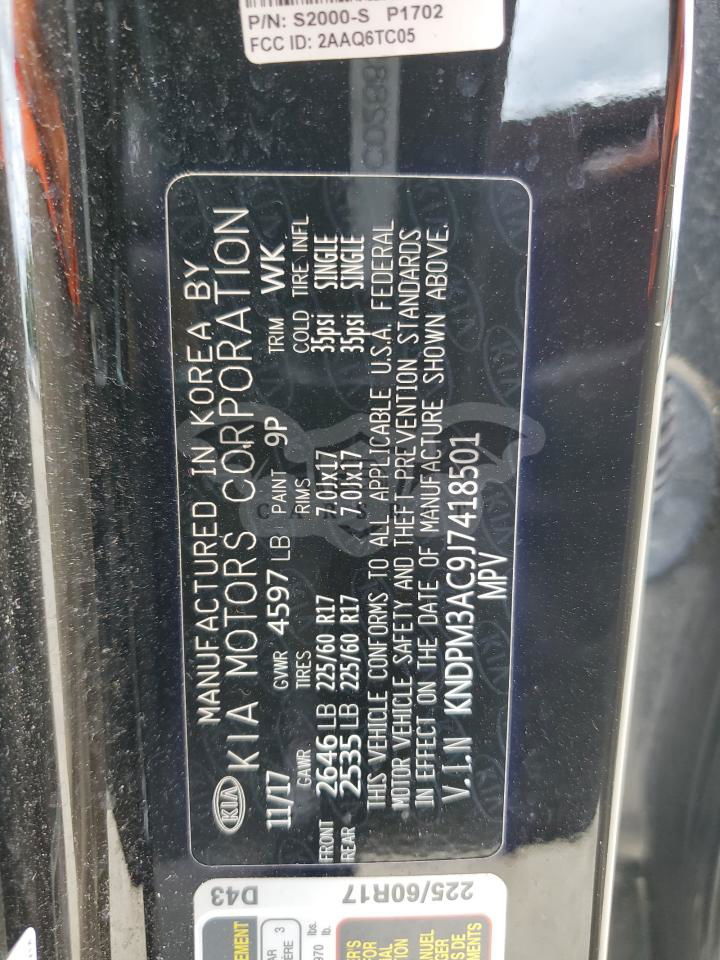 P/N: S2000-S P1702
FCC ID: 2AAQ6TC05
KIA
MANUFACTURED IN KOREA BY
KIA MOTORS CORPORATION
11/17 GVWR 4597 LB PAINT 9P TRIM WK
GAWR TIRES RIMS COLD TIRE INFL
FRONT 2646 LB 225/60 R17 7.0Jx17 35psi SINGLE
REAR 2535 LB 225/60 R17 7.0Jx17 35psi SINGLE
THIS VEHICLE CONFORMS TO ALL APPLICABLE U.S.A. FEDERAL
MOTOR VEHICLE SAFETY AND THEFT PREVENTION STANDARDS
IN EFFECT ON THE DATE OF MANUFACTURE SHOWN ABOVE.
V.I.N KNDPM3AC9J7418501
MPV
D43
225/60R17